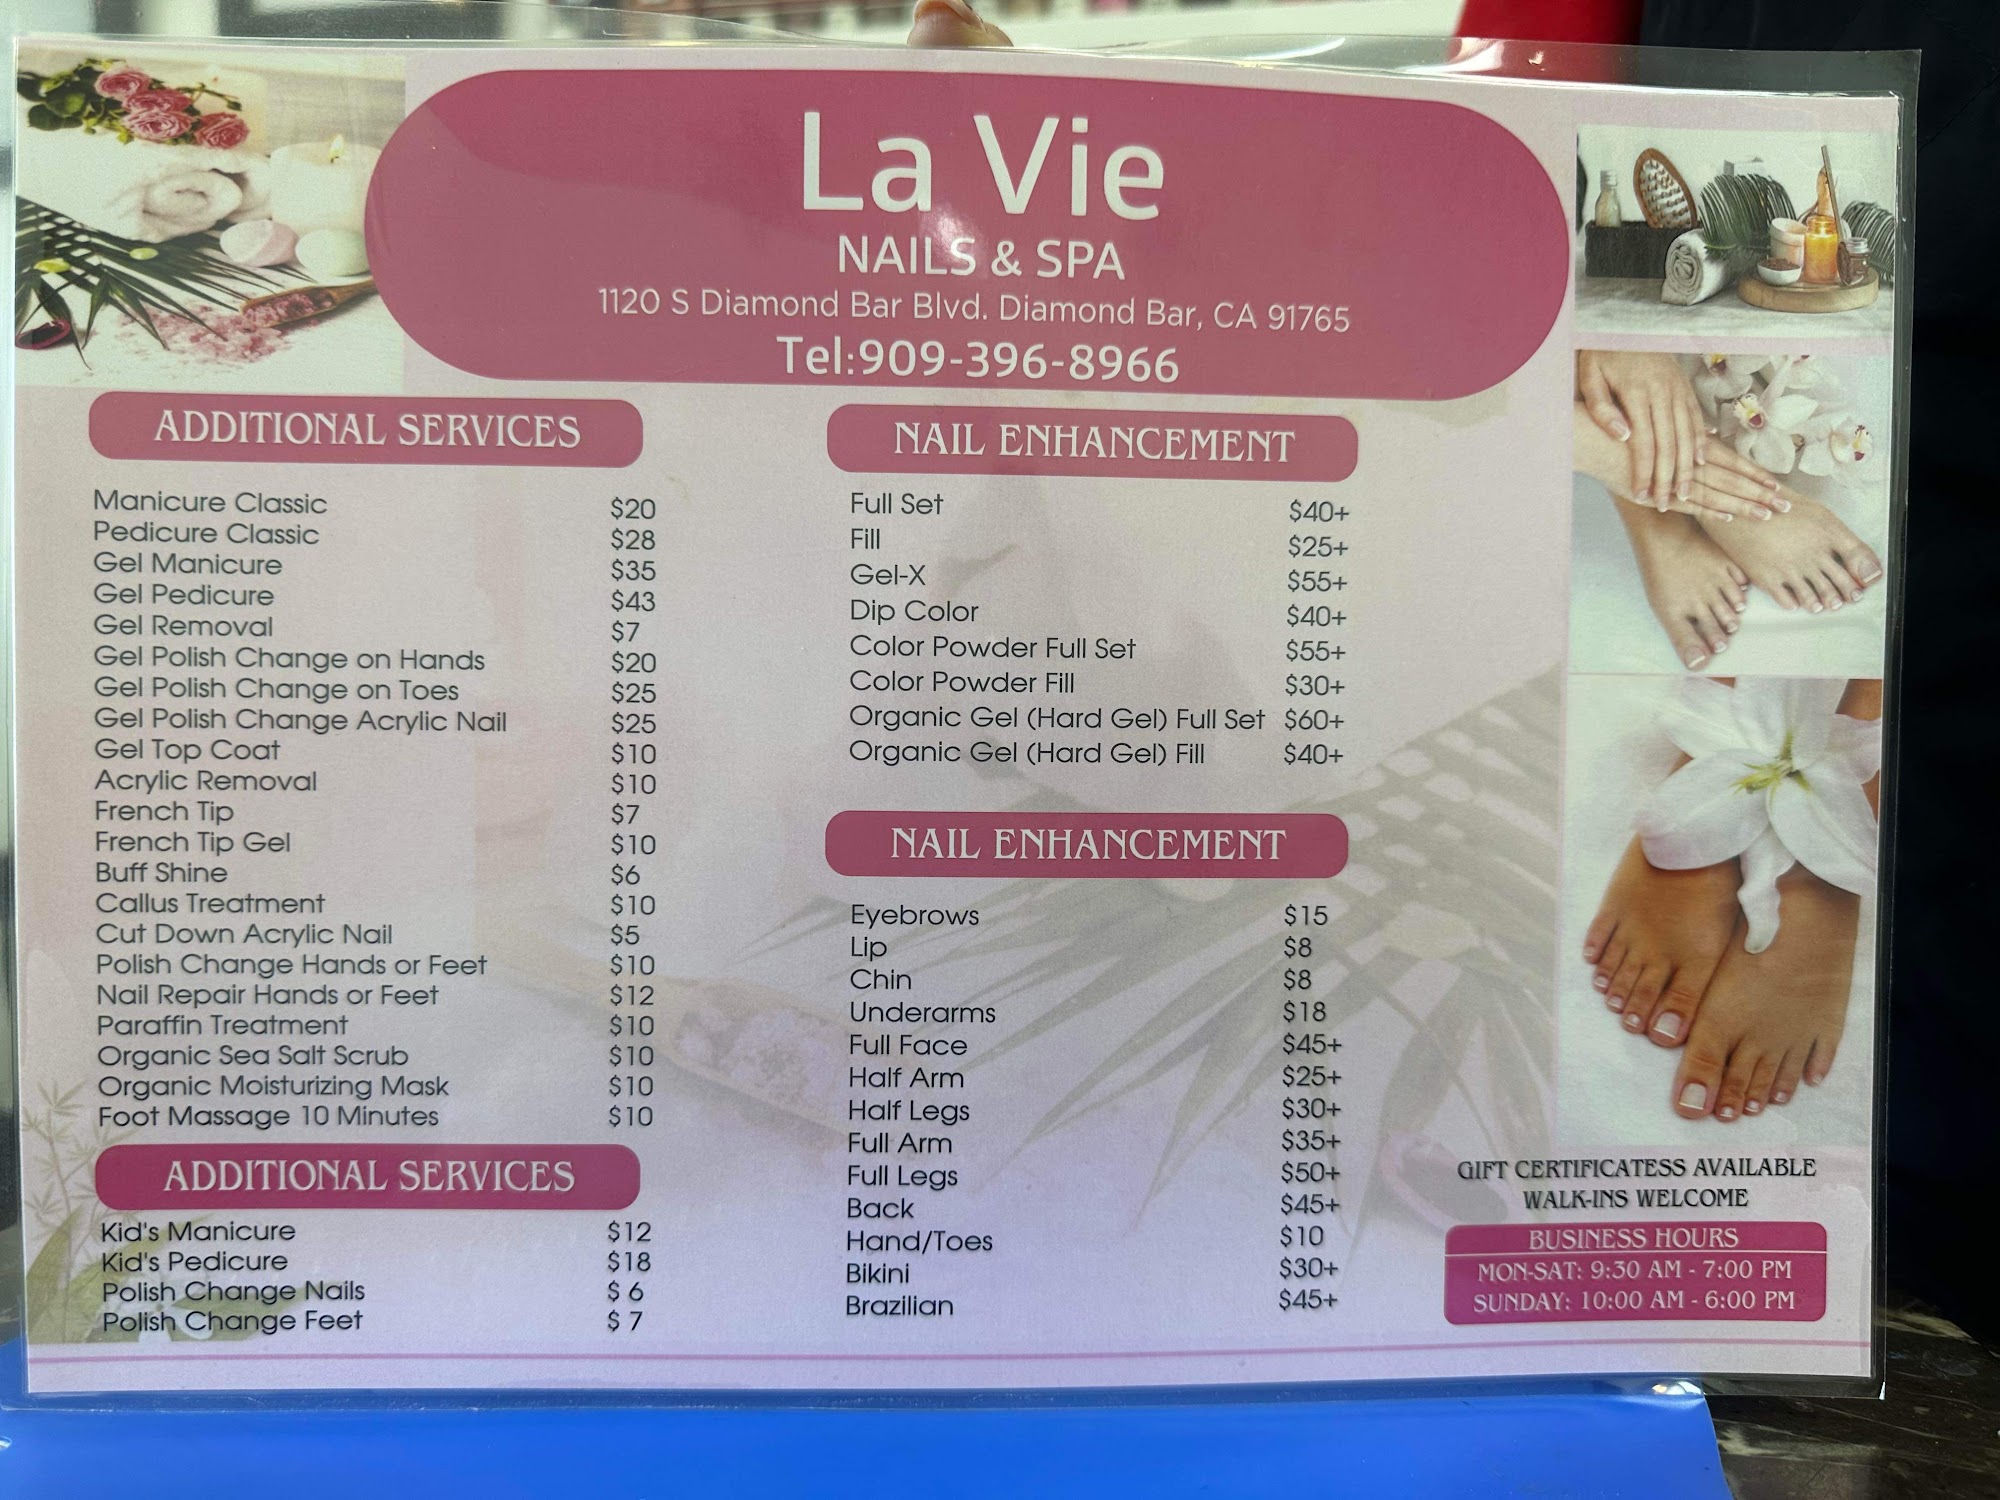 La Vie
NAILS & SPA
1120 S Diamond Bar Blvd. Diamond Bar, CA 91765
Tel:909-396-8966
ADDITIONAL SERVICES
Manicure Classic $20
Pedicure Classic $28
Gel Manicure $35
Gel Pedicure $43
Gel Removal $7
Gel Polish Change on Hands $20
Gel Polish Change on Toes $25
Gel Polish Change Acrylic Nail $25
Gel Top Coat $10
Acrylic Removal $10
French Tip $7
French Tip Gel $10
Buff Shine $6
Callus Treatment $10
Cut Down Acrylic Nail $5
Polish Change Hands or Feet $10
Nail Repair Hands or Feet $12
Paraffin Treatment $10
Organic Sea Salt Scrub $10
Organic Moisturizing Mask $10
Foot Massage 10 Minutes $10
ADDITIONAL SERVICES
Kid's Manicure $12
Kid's Pedicure $18
Polish Change Nails $ 6
Polish Change Feet $ 7
NAIL ENHANCEMENT
Full Set $40+
Fill $25+
Gel-X $55+
Dip Color $40+
Color Powder Full Set $55+
Color Powder Fill $30+
Organic Gel (Hard Gel) Full Set $60+
Organic Gel (Hard Gel) Fill $40+
NAIL ENHANCEMENT
Eyebrows $15
Lip $8
Chin $8
Underarms $18
Full Face $45+
Half Arm $25+
Half Legs $30+
Full Arm $35+
Full Legs $50+
Back $45+
Hand/Toes $10
Bikini $30+
Brazilian $45+
GIFT CERTIFICATESS AVAILABLE
WALK-INS WELCOME
BUSINESS HOURS
MON-SAT: 9:30 AM - 7:00 PM
SUNDAY: 10:00 AM - 6:00 PM